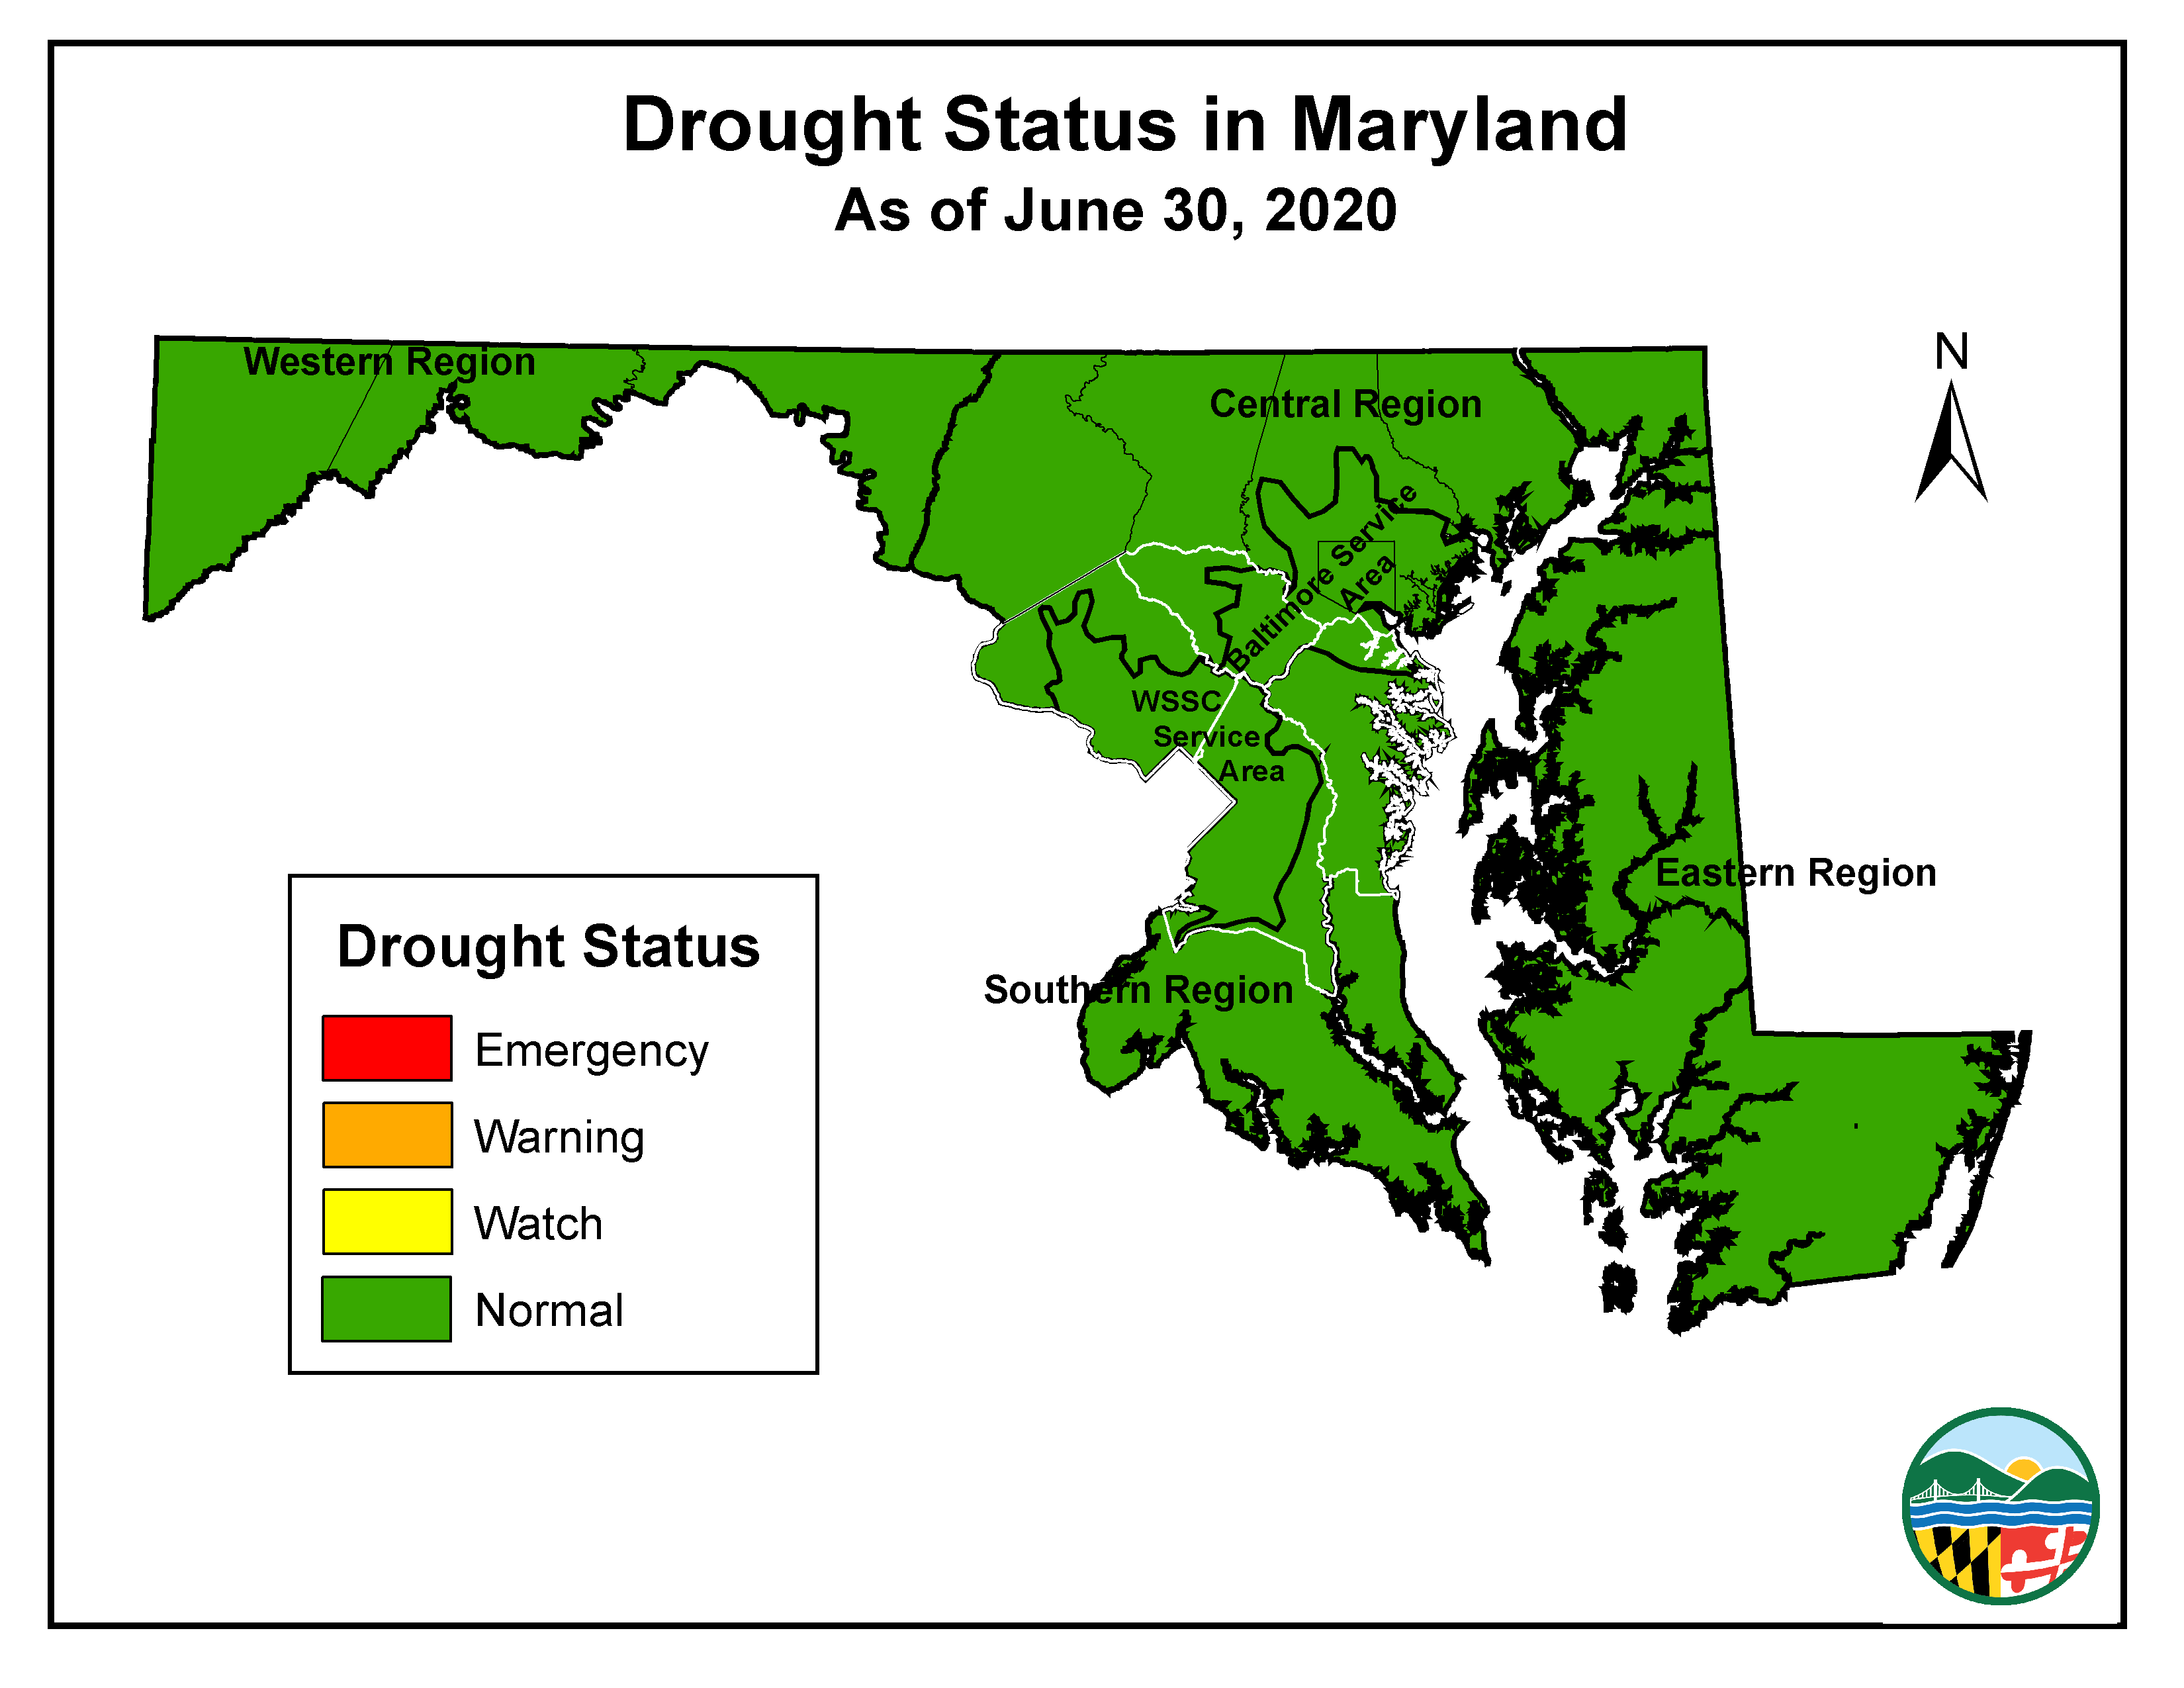 Drought Status in Maryland
As of June 30, 2020
N
Western Region
Central Region
Baltimore Service
Area
WSSC
Service
Area
Eastern Region
Southern Region
Drought Status
Emergency
Warning
Watch
Normal